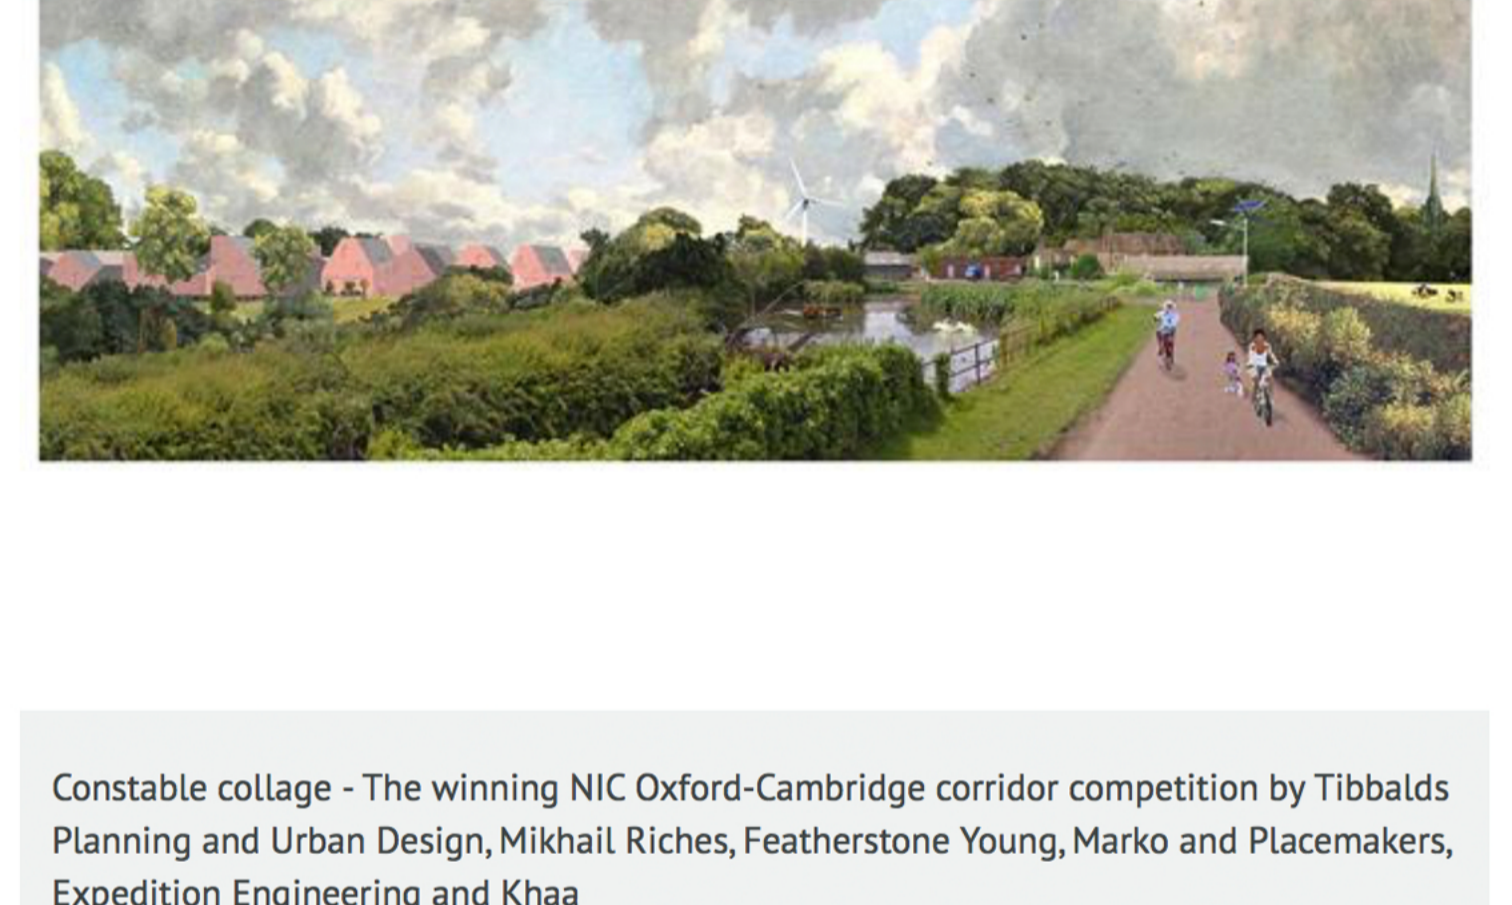 Constable collage - The winning NIC Oxford-Cambridge corridor competition by Tibbalds
Planning and Urban Design, Mikhail Riches, Featherstone Young, Marko and Placemakers,
Expedition Engineering and Khaa